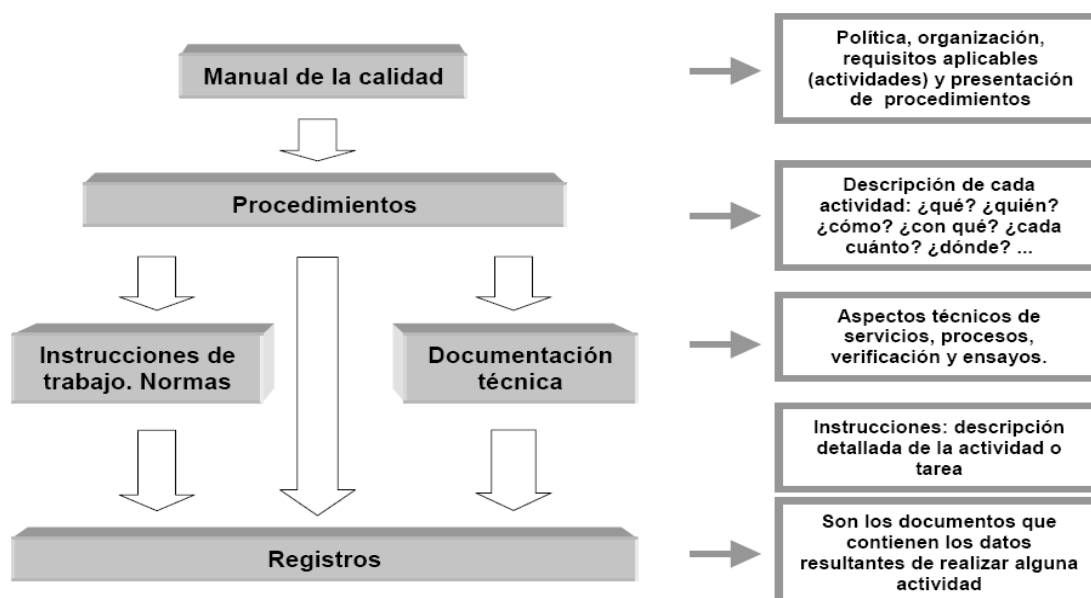 Manual de la calidad
Política, organización,
requisitos aplicables
(actividades) y presentación
de procedimientos
Procedimientos
Descripción de cada
actividad: ¿qué? ¿quién?
¿cómo? ¿con qué? ¿cada
cuánto? ¿dónde? ...
Instrucciones de
trabajo. Normas
Documentación
técnica
Aspectos técnicos de
servicios, procesos,
verificación y ensayos.
Instrucciones: descripción
detallada de la actividad o
tarea
Registros
Son los documentos que
contienen los datos
resultantes de realizar alguna
actividad